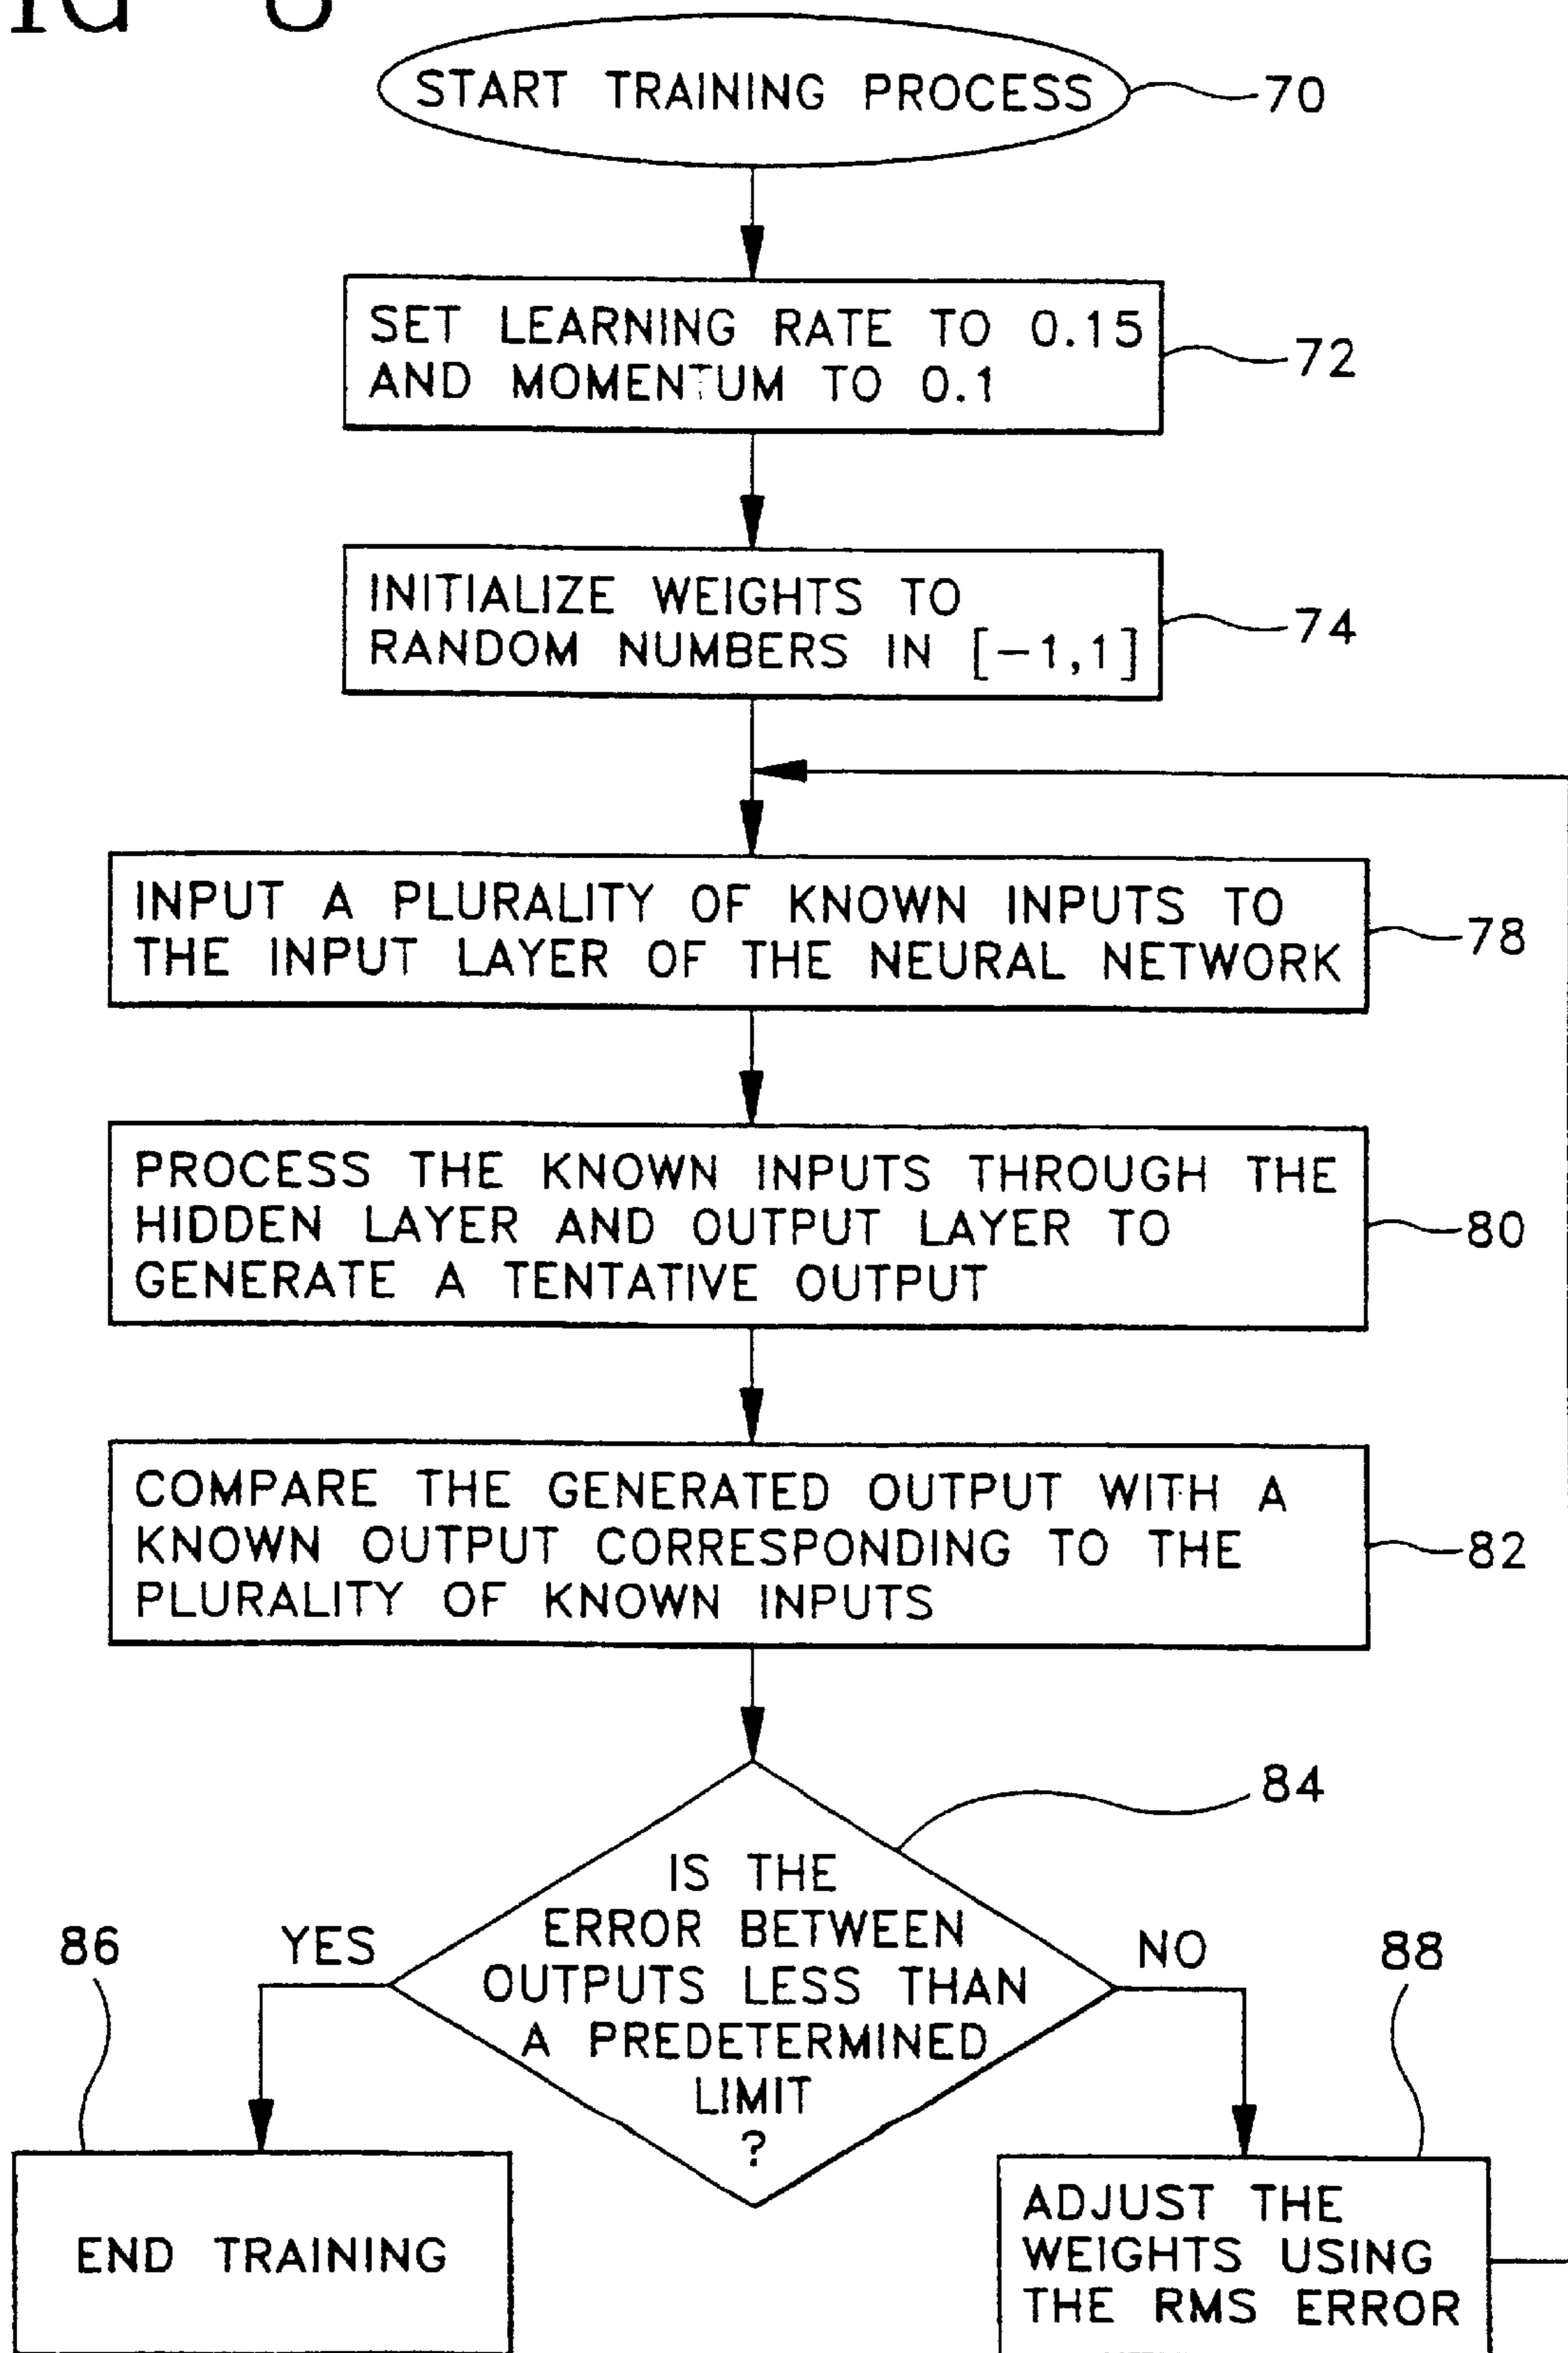 START TRAINING PROCESS
70
SET LEARNING RATE TO 0.15
AND MOMENTUM TO 0.1
72
INITIALIZE WEIGHTS TO
RANDOM NUMBERS IN [-1,1]
74
INPUT A PLURALITY OF KNOWN INPUTS TO
THE INPUT LAYER OF THE NEURAL NETWORK
78
PROCESS THE KNOWN INPUTS THROUGH THE
HIDDEN LAYER AND OUTPUT LAYER TO
GENERATE A TENTATIVE OUTPUT
80
COMPARE THE GENERATED OUTPUT WITH A
KNOWN OUTPUT CORRESPONDING TO THE
PLURALITY OF KNOWN INPUTS
82
84
IS THE
ERROR BETWEEN
OUTPUTS LESS THAN
A PREDETERMINED
LIMIT
?
YES
NO
86
88
END TRAINING
ADJUST THE
WEIGHTS USING
THE RMS ERROR